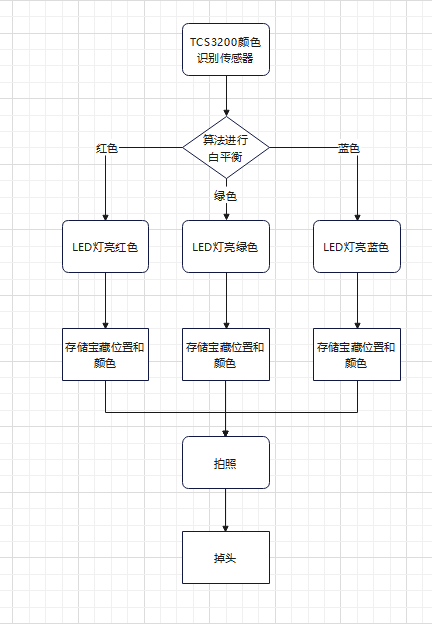 TCS3200颜色
识别传感器
算法进行
白平衡
红色
蓝色
绿色
LED灯亮红色
LED灯亮绿色
LED灯亮蓝色
存储宝藏位置和
颜色
存储宝藏位置和
颜色
存储宝藏位置和
颜色
拍照
掉头